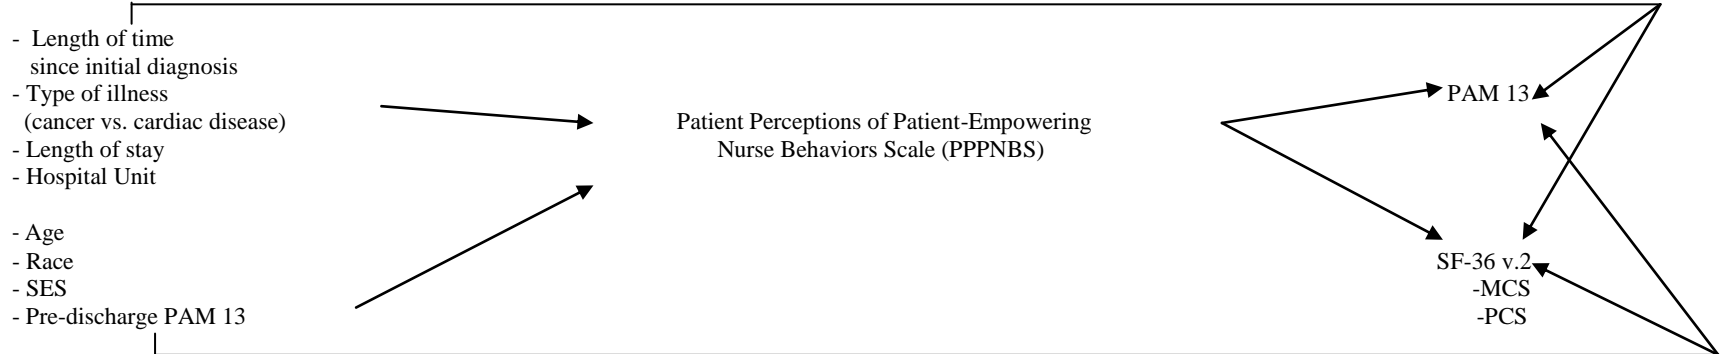 - Length of time
since initial diagnosis
- Type of illness
(cancer vs. cardiac disease)
- Length of stay
- Hospital Unit
- Age
- Race
- SES
- Pre-discharge PAM 13
Patient Perceptions of Patient-Empowering
Nurse Behaviors Scale (PPPNBS)
PAM 13
SF-36 v.2
-MCS
-PCS